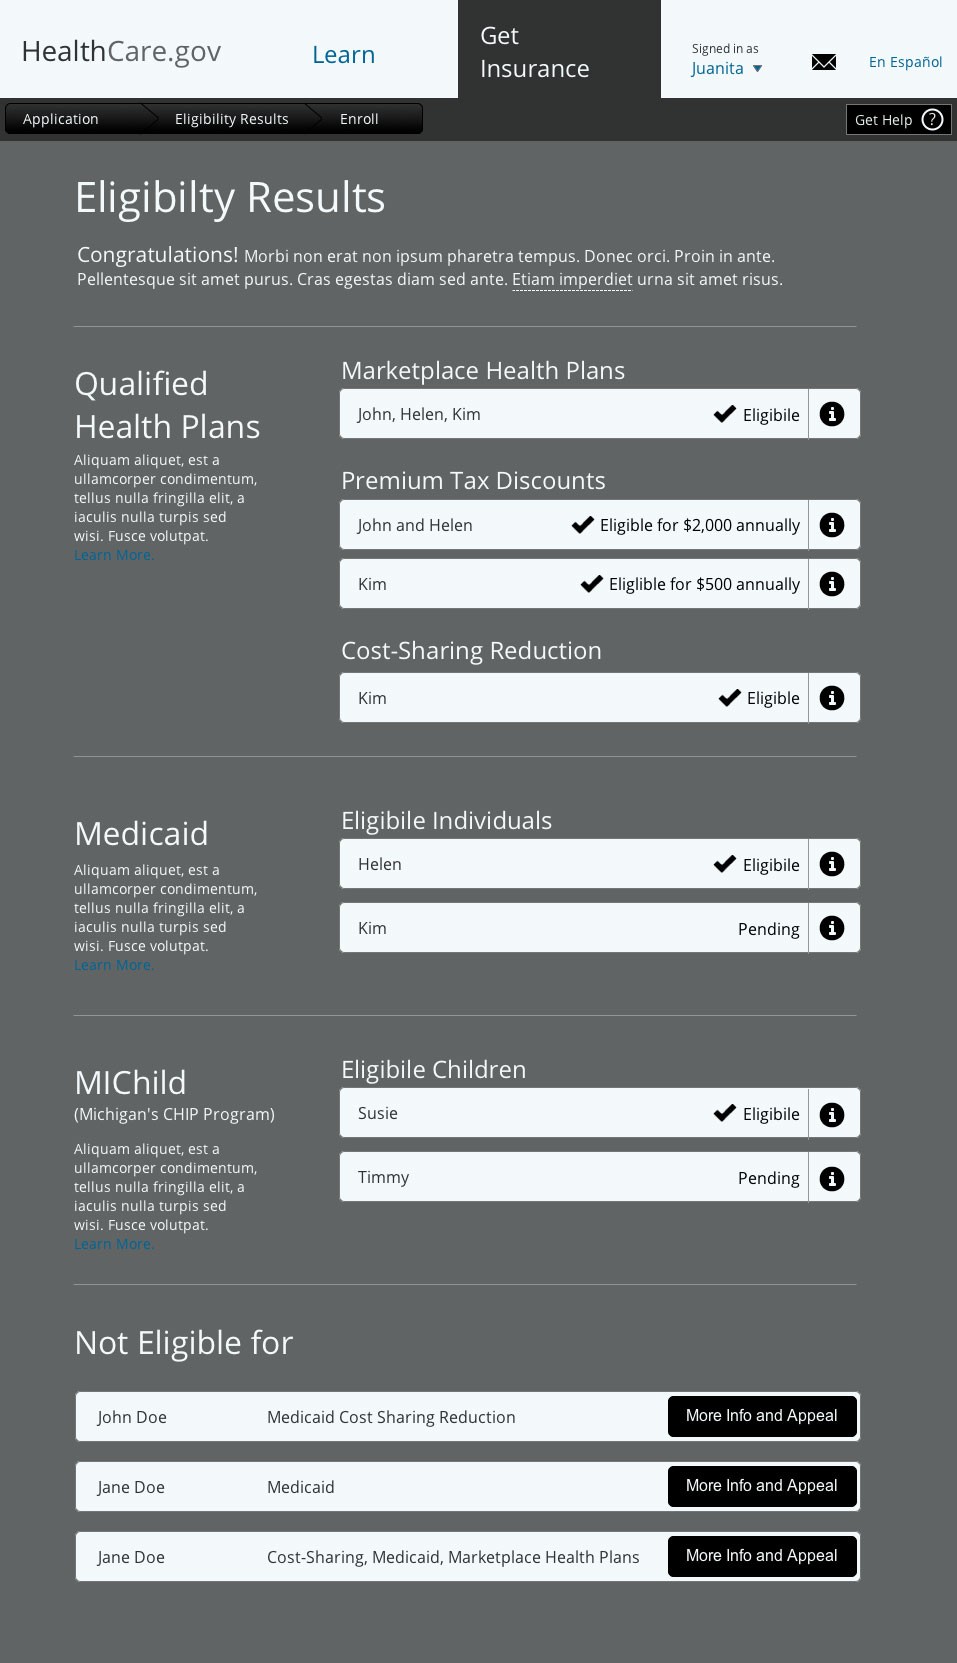 HealthCare.gov
Learn
Get
Insurance
Signed in as
Juanita
En Español
Application
Eligibility Results
Enroll
Get Help ?
Eligibilty Results
Congratulations! Morbi non erat non ipsum pharetra tempus. Donec orci. Proin in ante.
Pellentesque sit amet purus. Cras egestas diam sed ante. Etiam imperdiet urna sit amet risus.
Qualified
Health Plans
Aliquam aliquet, est a
ullamcorper condimentum,
tellus nulla fringilla elit, a
iaculis nulla turpis sed
wisi. Fusce volutpat.
Learn More.
Marketplace Health Plans
John, Helen, Kim Eligibile
Premium Tax Discounts
John and Helen Eligible for $2,000 annually
Kim Eliglible for $500 annually
Cost-Sharing Reduction
Kim Eligible
Medicaid
Aliquam aliquet, est a
ullamcorper condimentum,
tellus nulla fringilla elit, a
iaculis nulla turpis sed
wisi. Fusce volutpat.
Learn More.
Eligibile Individuals
Helen Eligibile
Kim Pending
MIChild
(Michigan's CHIP Program)
Aliquam aliquet, est a
ullamcorper condimentum,
tellus nulla fringilla elit, a
iaculis nulla turpis sed
wisi. Fusce volutpat.
Learn More.
Eligibile Children
Susie Eligibile
Timmy Pending
Not Eligible for
John Doe Medicaid Cost Sharing Reduction More Info and Appeal
Jane Doe Medicaid More Info and Appeal
Jane Doe Cost-Sharing, Medicaid, Marketplace Health Plans More Info and Appeal